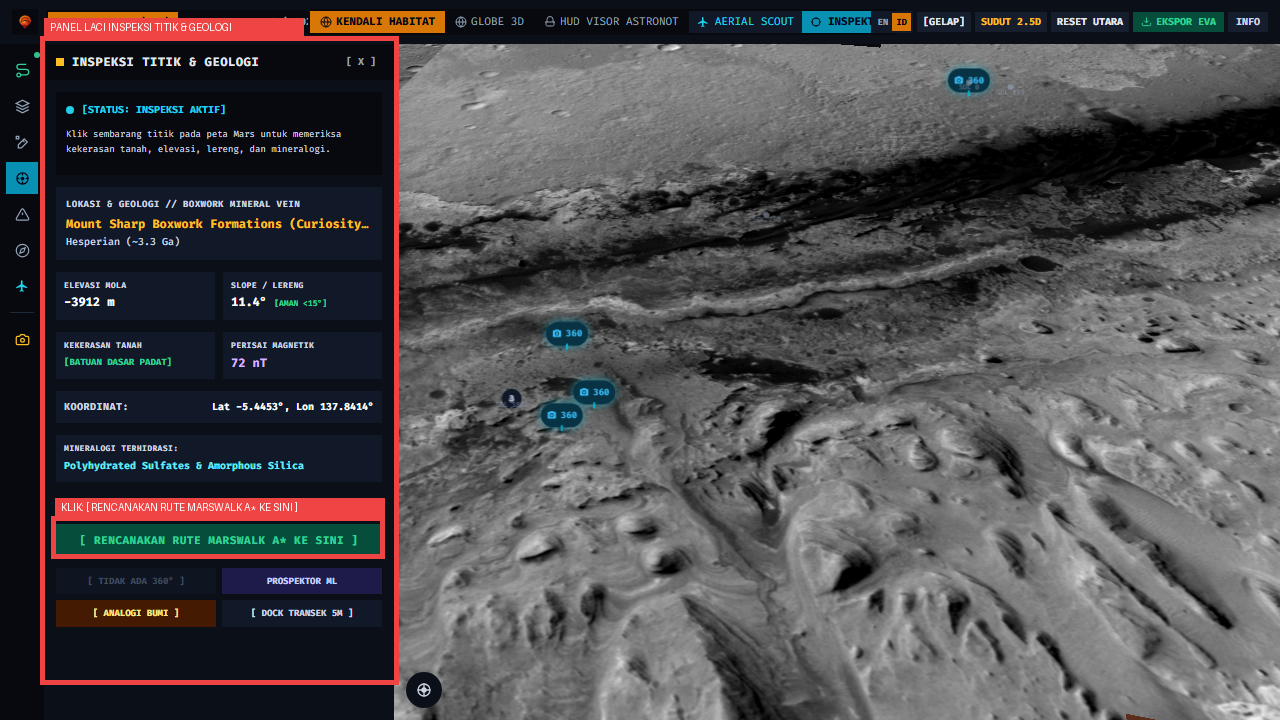 PANEL LACI INSPEKSI TITIK & GEOLOGI
KENDALI HABITAT
GLOBE 3D
HUD VISOR ASTRONOT
AERIAL SCOUT
EN
ID
[GELAP]
SUDUT 2.5D
RESET UTARA
EKSPOR EVA
INFO
INSPEKSI TITIK & GEOLOGI
[ X ]
[STATUS: INSPEKSI AKTIF]
Klik sembarang titik pada peta Mars untuk memeriksa
kekerasan tanah, elevasi, lereng, dan mineralogi.
LOKASI & GEOLOGI // BOXWORK MINERAL VEIN
Mount Sharp Boxwork Formations (Curiosity…
Hesperian (~3.3 Ga)
ELEVASI MOLA
-3912 m
SLOPE / LERENG
11.4° [AMAN <15°]
KEKERASAN TANAH
[BATUAN DASAR PADAT]
PERISAI MAGNETIK
72 nT
KOORDINAT:
Lat -5.4453°, Lon 137.8414°
MINERALOGI TERHIDRASI:
Polyhydrated Sulfates & Amorphous Silica
KLIK: [ RENCANAKAN RUTE MARSWALK A* KE SINI ]
[ RENCANAKAN RUTE MARSWALK A* KE SINI ]
[ TIDAK ADA 360° ]
PROSPEKTOR ML
[ ANALOGI BUMI ]
[ DOCK TRANSEK 5M ]
360
360
360
360